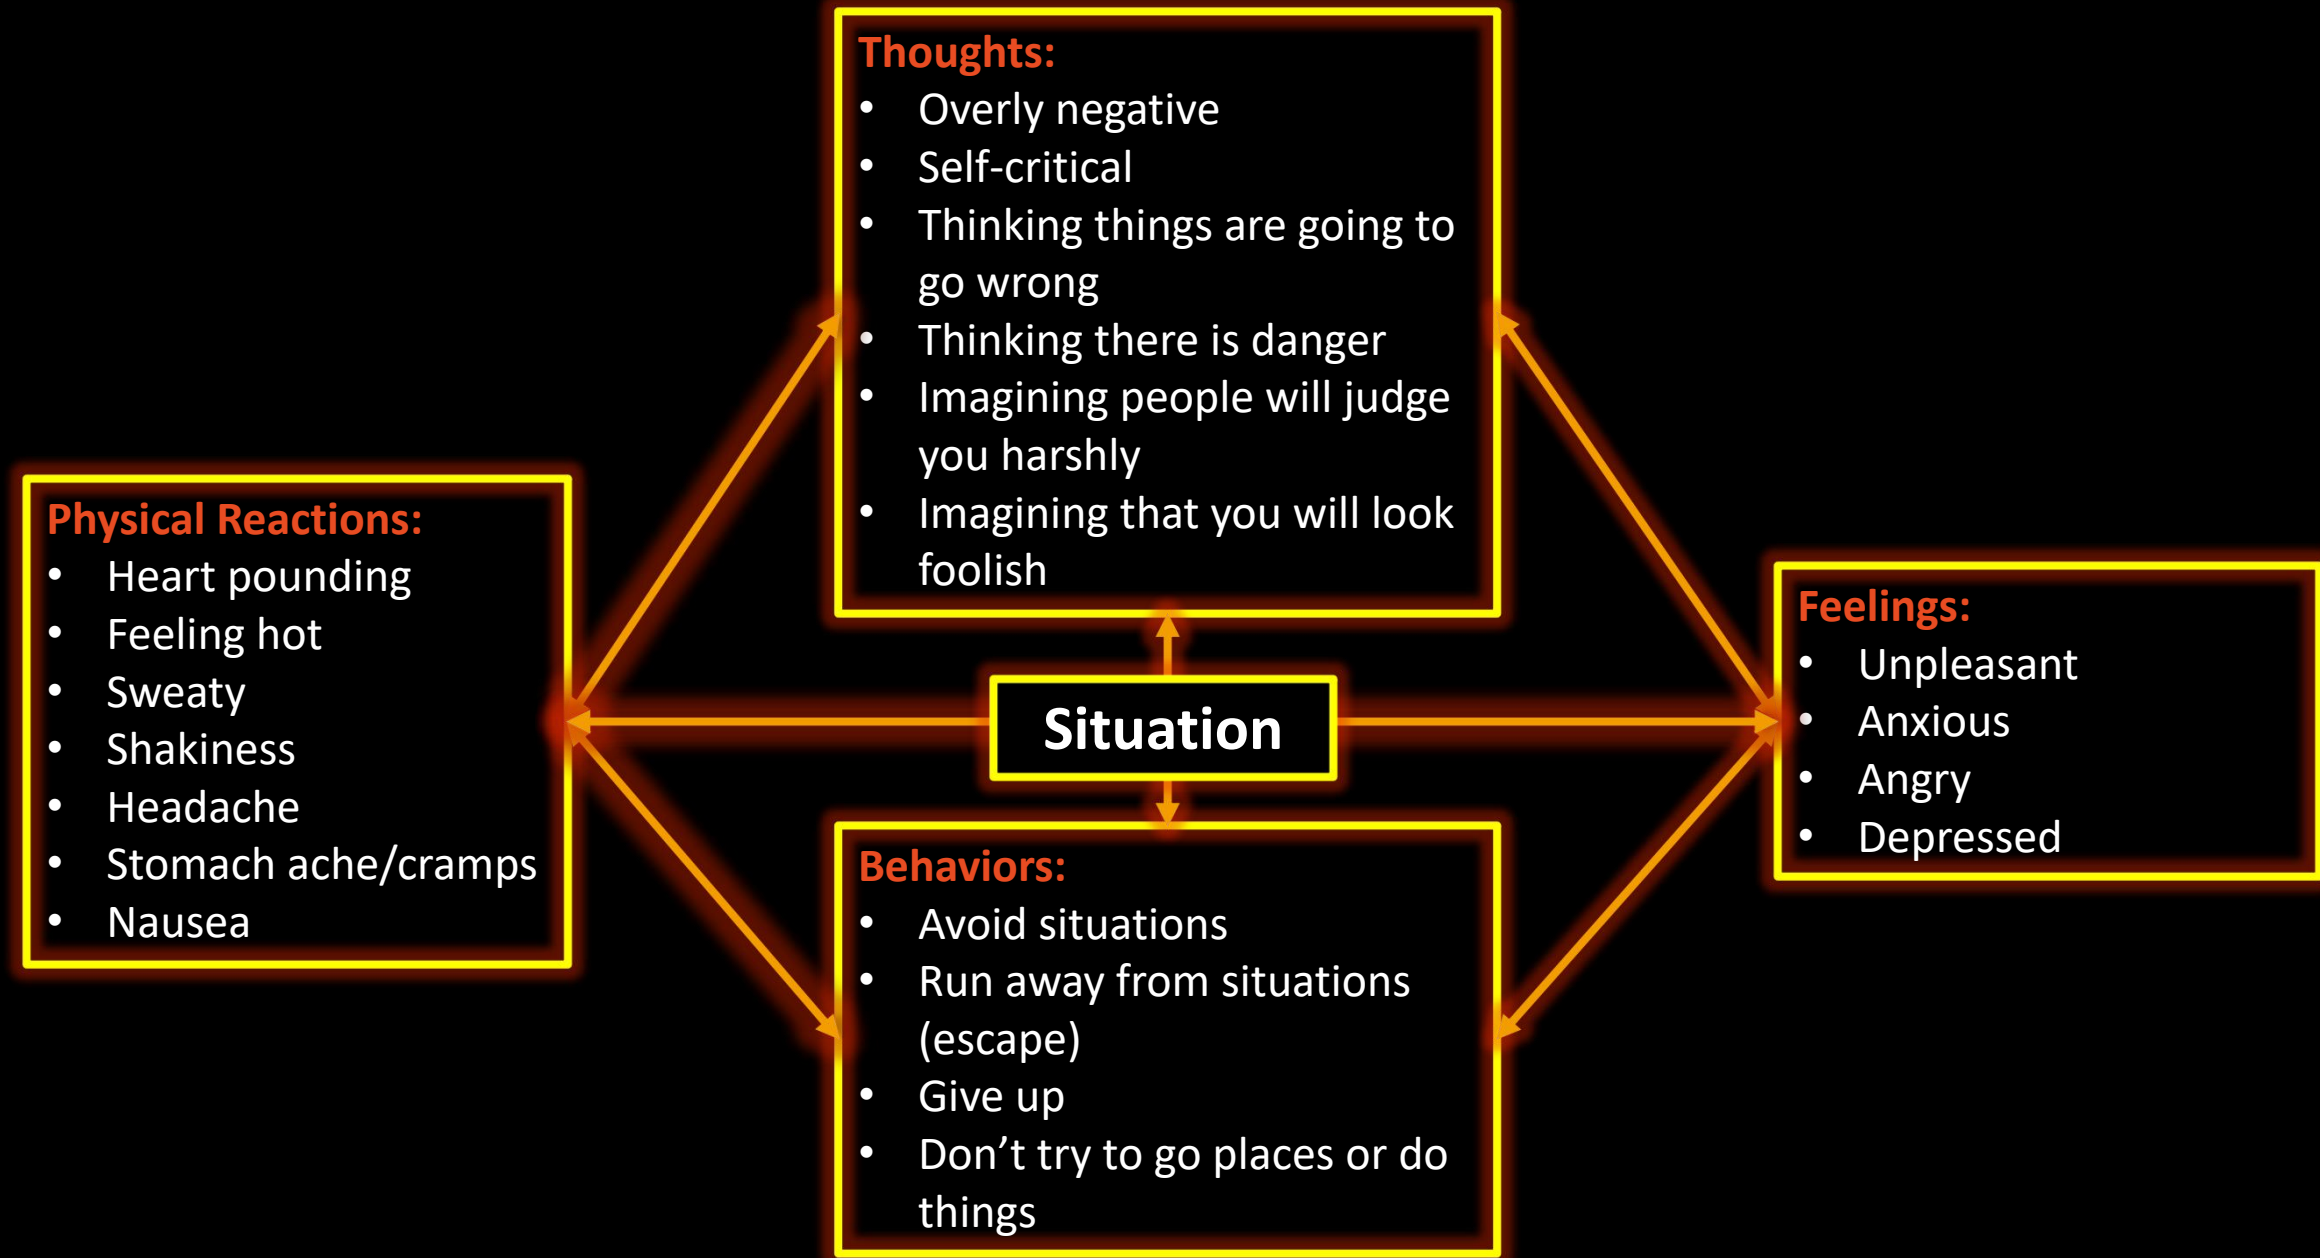 Thoughts:
• Overly negative
• Self-critical
• Thinking things are going to
go wrong
• Thinking there is danger
• Imagining people will judge
you harshly
• Imagining that you will look
foolish
Physical Reactions:
• Heart pounding
• Feeling hot
• Sweaty
• Shakiness
• Headache
• Stomach ache/cramps
• Nausea
Situation
Feelings:
• Unpleasant
• Anxious
• Angry
• Depressed
Behaviors:
• Avoid situations
• Run away from situations
(escape)
• Give up
• Don’t try to go places or do
things